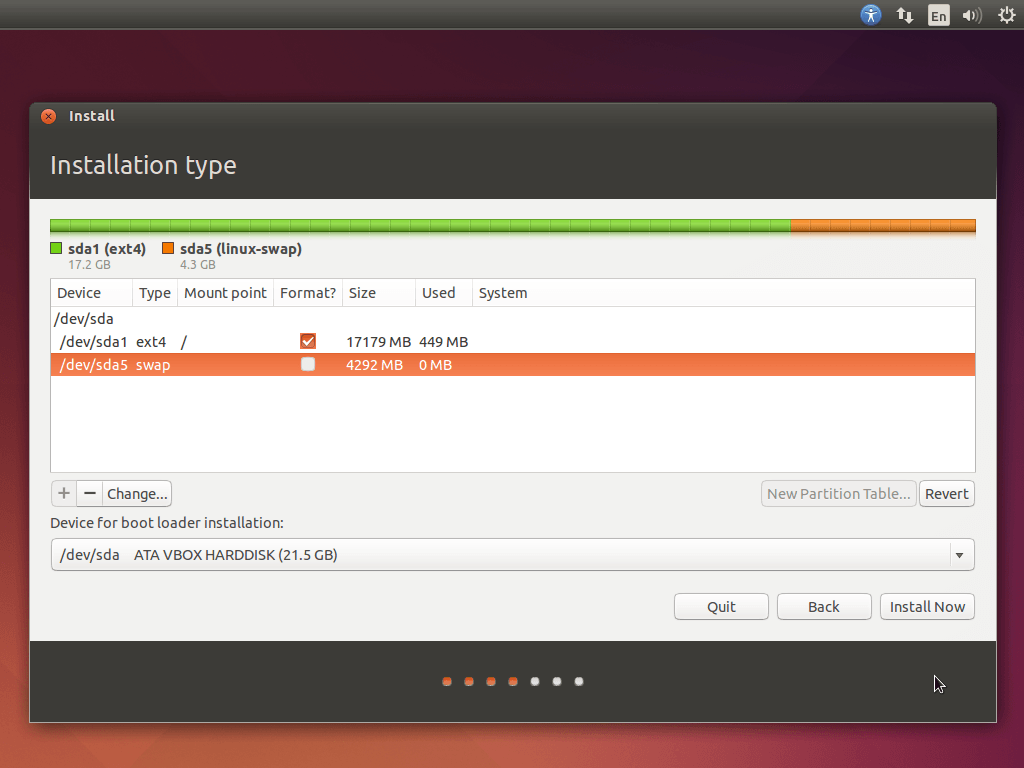 En
Install
Installation type
sda1 (ext4) sda5 (linux-swap)
17.2 GB 4.3 GB
Device Type Mount point Format? Size Used System
/dev/sda
/dev/sda1 ext4 / 17179 MB 449 MB
/dev/sda5 swap 4292 MB 0 MB
+ − Change... New Partition Table... Revert
Device for boot loader installation:
/dev/sda ATA VBOX HARDDISK (21.5 GB)
Quit Back Install Now